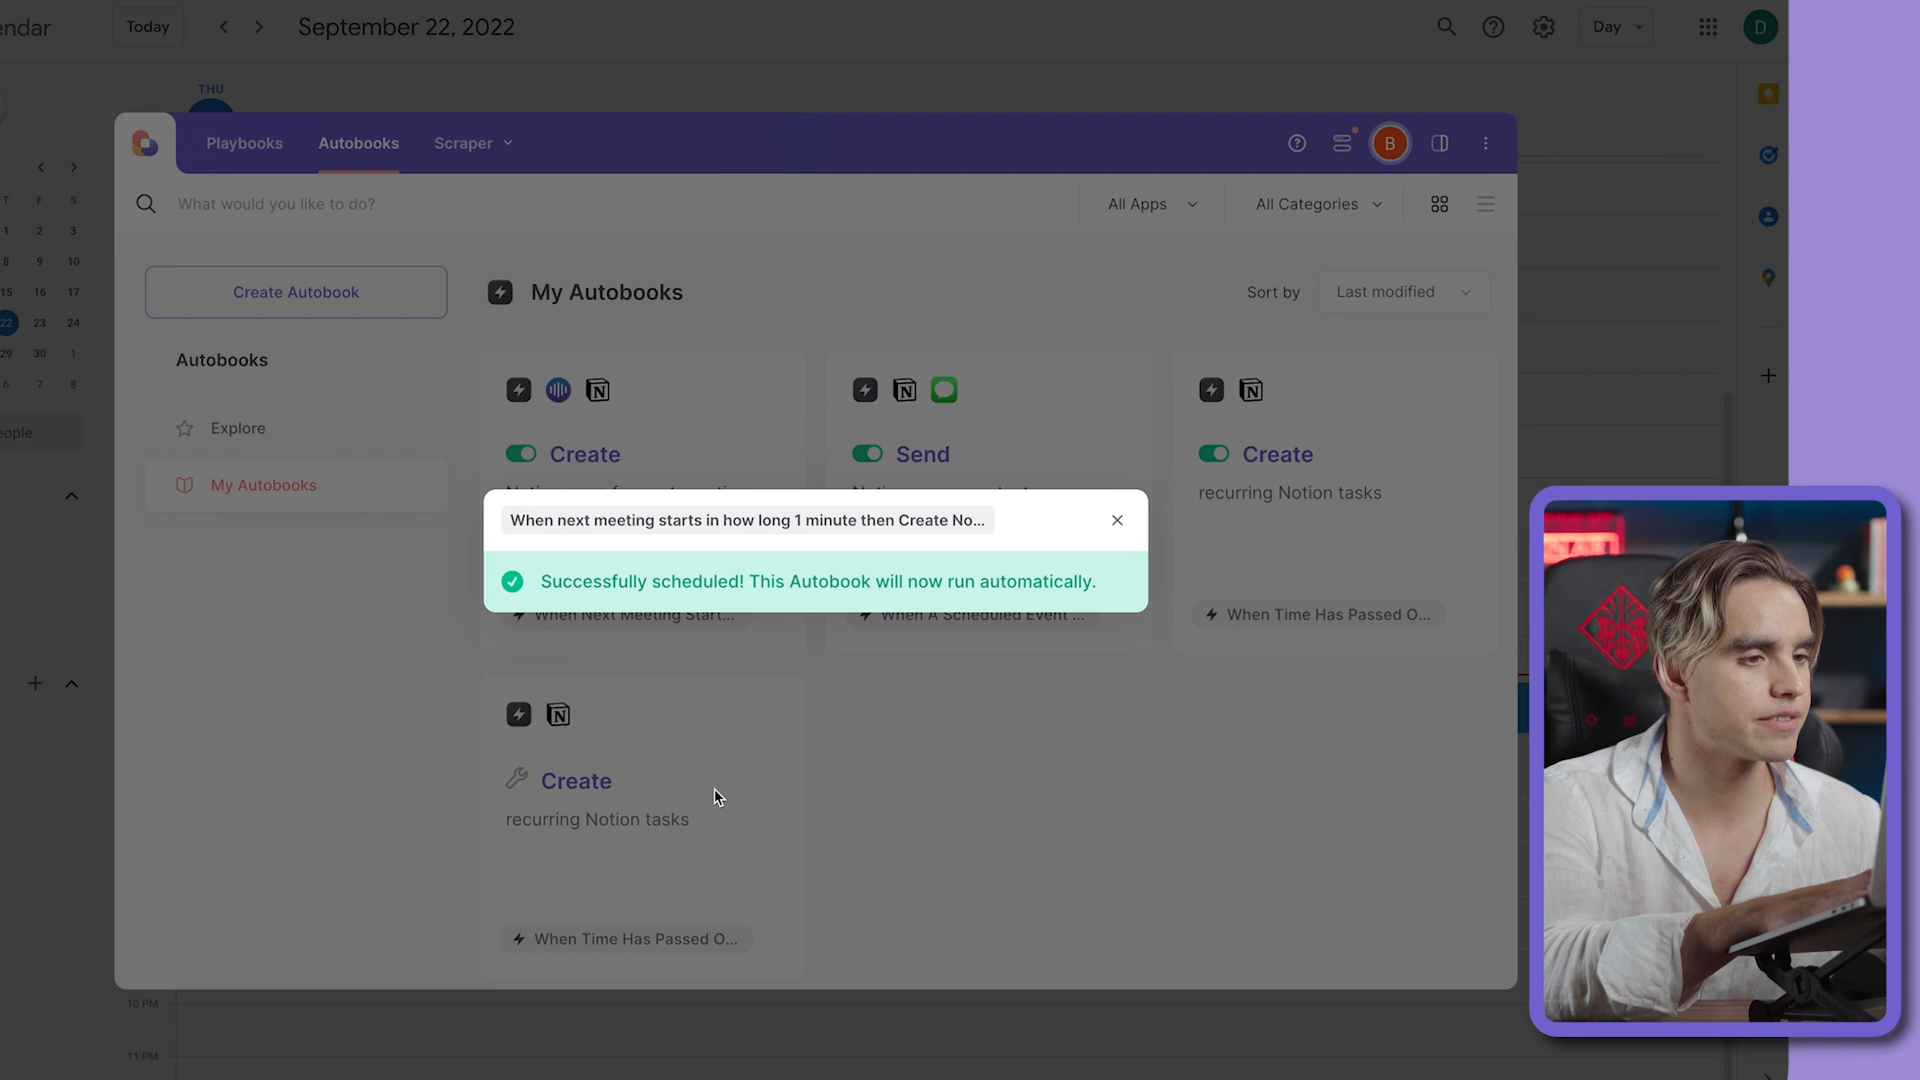 endar
Today
September 22, 2022
Day
D
THU
T F S
1 2 3
8 9 10
15 16 17
22 23 24
29 30 1
6 7 8
eople
Playbooks
Autobooks
Scraper
B
What would you like to do?
All Apps
All Categories
Create Autobook
My Autobooks
Sort by
Last modified
Autobooks
Explore
My Autobooks
Create
Send
Create
recurring Notion tasks
When next meeting starts in how long 1 minute then Create No...
Successfully scheduled! This Autobook will now run automatically.
When Next Meeting Start...
When A Scheduled Event ...
When Time Has Passed O...
Create
recurring Notion tasks
When Time Has Passed O...
10 PM
11 PM
O M